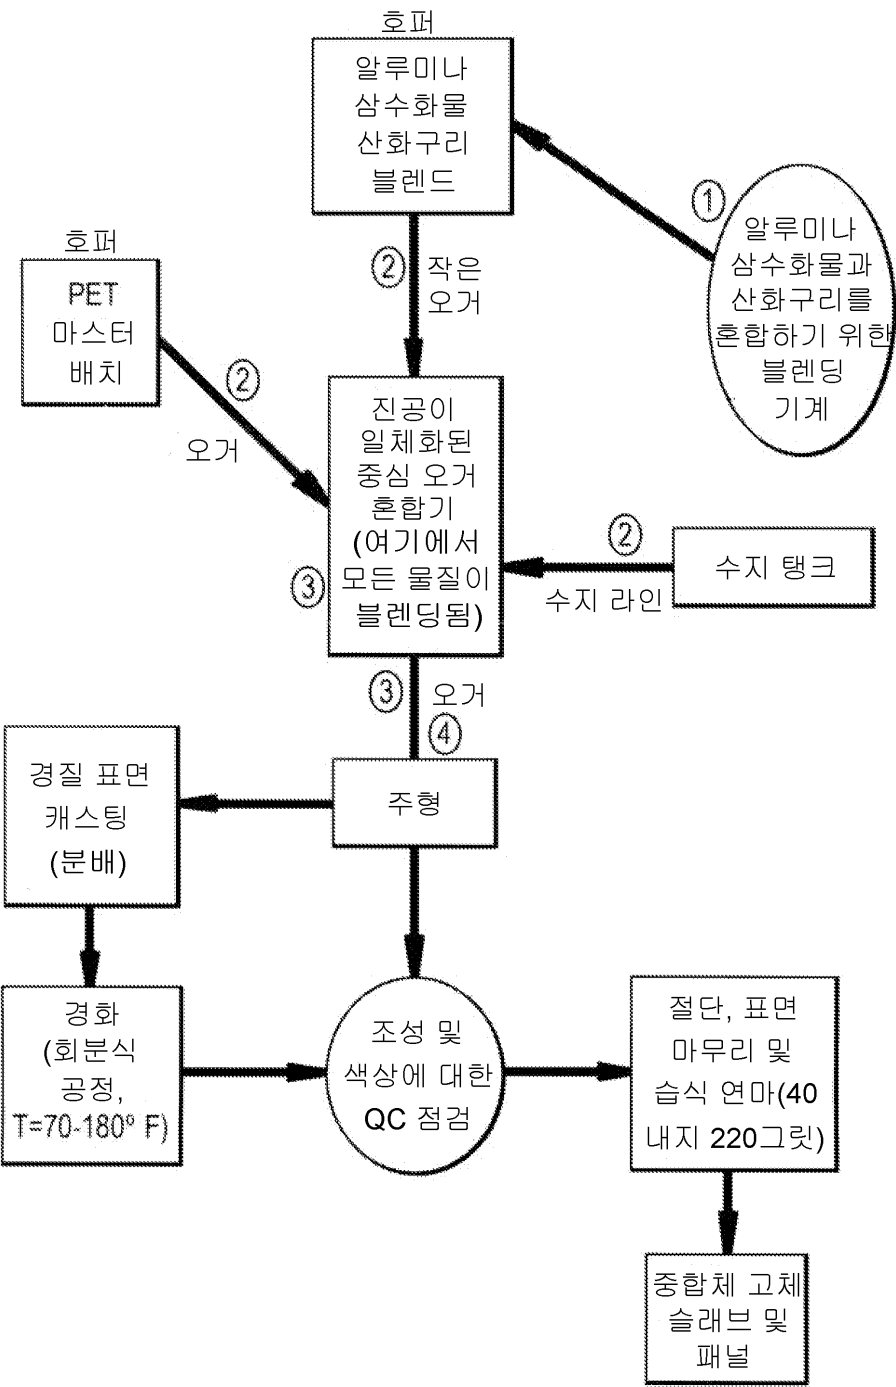 호퍼
알루미나
삼수화물
산화구리
블렌드
①
알루미나
삼수화물과
산화구리를
혼합하기 위한
블렌딩
기계
②
작은
오거
호퍼
PET
마스터
배치
②
오거
진공이
일체화된
중심 오거
혼합기
(여기에서
모든 물질이
블렌딩됨)
③
②
수지 라인
수지 탱크
③
오거
④
주형
경질 표면
캐스팅
(분배)
경화
(회분식
공정,
T=70-180º F)
조성 및
색상에 대한
QC 점검
절단, 표면
마무리 및
습식 연마(40
내지 220그릿)
중합체 고체
슬래브 및
패널